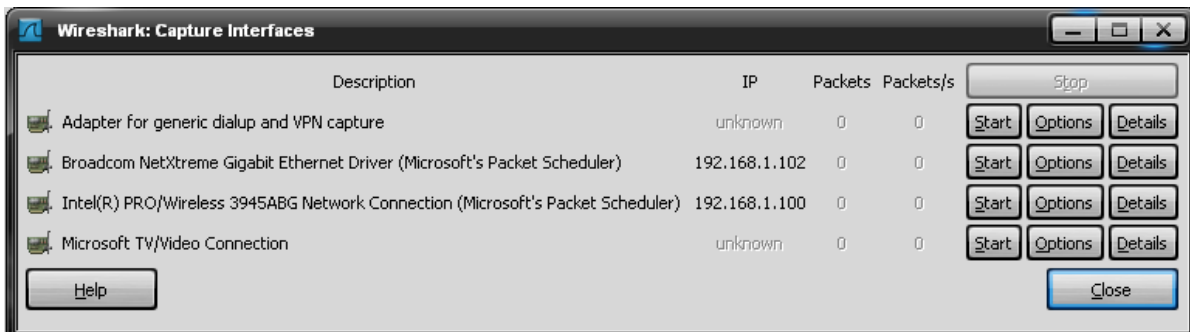 Wireshark: Capture Interfaces
Description IP Packets Packets/s Stop
Adapter for generic dialup and VPN capture unknown 0 0 Start Options Details
Broadcom NetXtreme Gigabit Ethernet Driver (Microsoft's Packet Scheduler) 192.168.1.102 0 0 Start Options Details
Intel(R) PRO/Wireless 3945ABG Network Connection (Microsoft's Packet Scheduler) 192.168.1.100 0 0 Start Options Details
Microsoft TV/Video Connection unknown 0 0 Start Options Details
Help Close